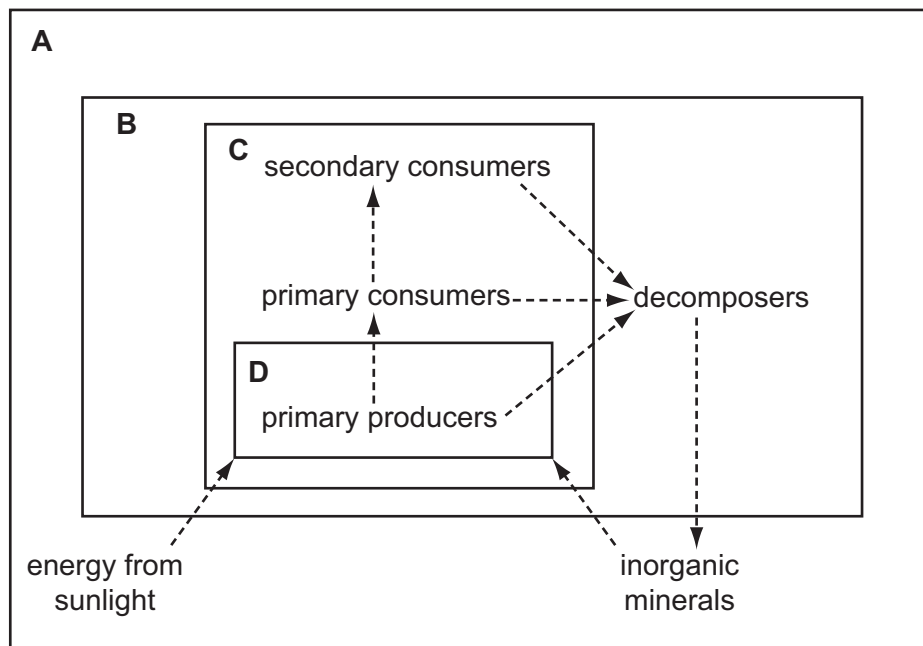 A
B
C
secondary consumers
primary consumers
decomposers
D
primary producers
energy from
sunlight
inorganic
minerals